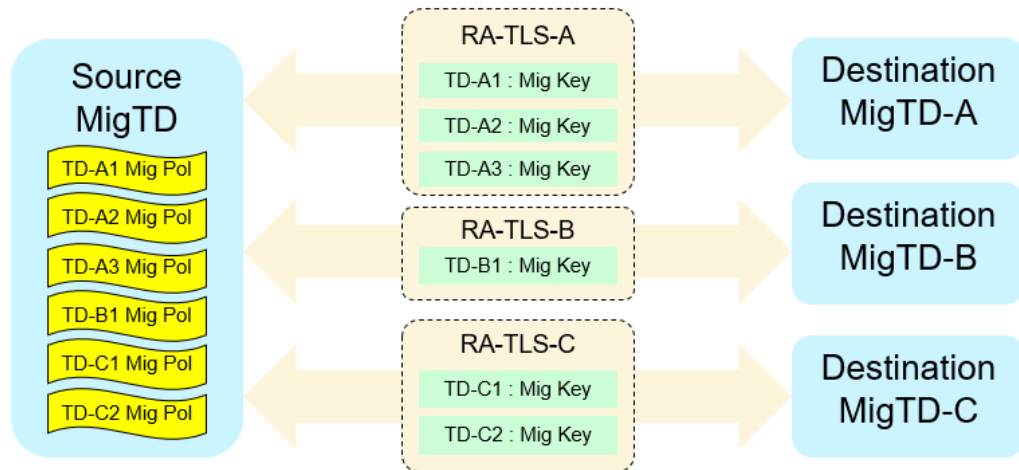 Source
MigTD
TD-A1 Mig Pol
TD-A2 Mig Pol
TD-A3 Mig Pol
TD-B1 Mig Pol
TD-C1 Mig Pol
TD-C2 Mig Pol
RA-TLS-A
TD-A1 : Mig Key
TD-A2 : Mig Key
TD-A3 : Mig Key
RA-TLS-B
TD-B1 : Mig Key
RA-TLS-C
TD-C1 : Mig Key
TD-C2 : Mig Key
Destination
MigTD-A
Destination
MigTD-B
Destination
MigTD-C